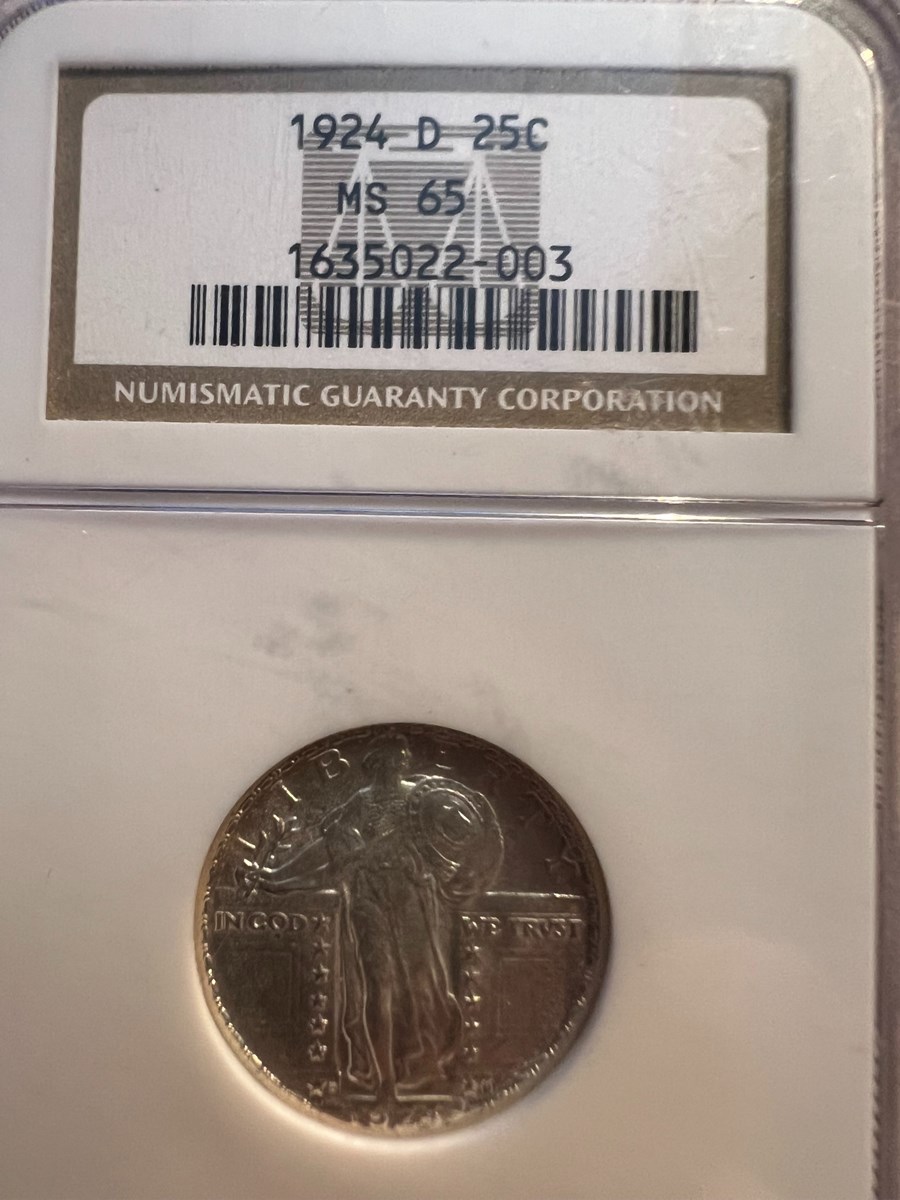 1924 D 25C
MS 65
1635022-003
NUMISMATIC GUARANTY CORPORATION
LIBERTY
IN GOD WE TRUST
M